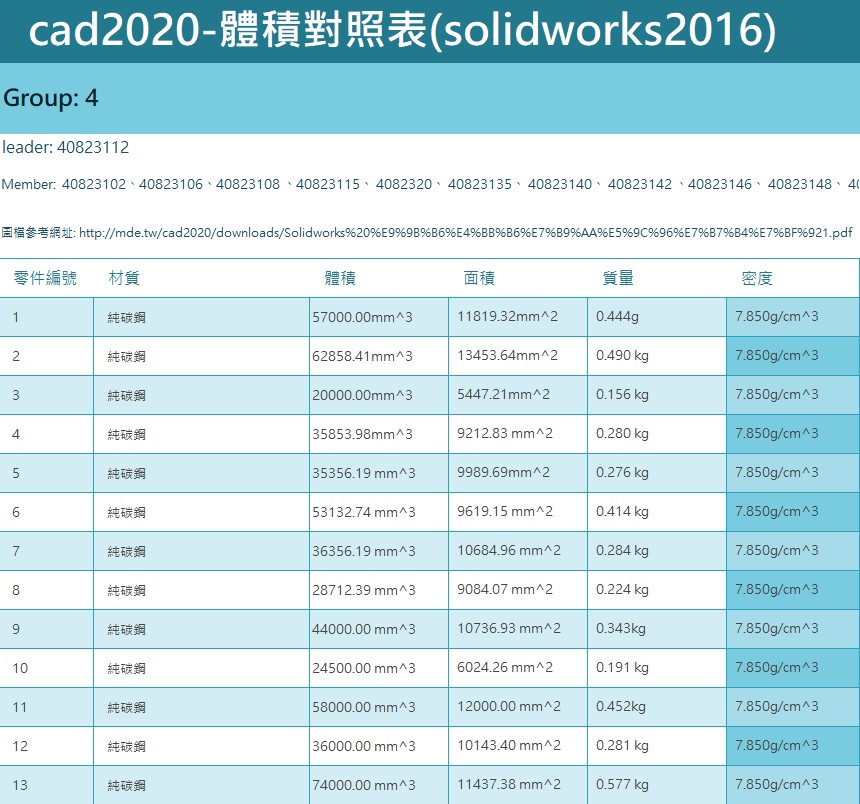 cad2020-體積對照表(solidworks2016)
Group: 4
leader: 40823112
Member: 40823102、40823106、40823108 、40823115、 4082320、 40823135、 40823140、 40823142 、40823146、 40823148、 40
圖檔參考網址: http://mde.tw/cad2020/downloads/Solidworks%20%E9%9B%B6%E4%BB%B6%E7%B9%AA%E5%9C%96%E7%B7%B4%E7%BF%921.pdf
零件編號 材質 體積 面積 質量 密度
1 純碳鋼 57000.00mm^3 11819.32mm^2 0.444g 7.850g/cm^3
2 純碳鋼 62858.41mm^3 13453.64mm^2 0.490 kg 7.850g/cm^3
3 純碳鋼 20000.00mm^3 5447.21mm^2 0.156 kg 7.850g/cm^3
4 純碳鋼 35853.98mm^3 9212.83 mm^2 0.280 kg 7.850g/cm^3
5 純碳鋼 35356.19 mm^3 9989.69mm^2 0.276 kg 7.850g/cm^3
6 純碳鋼 53132.74 mm^3 9619.15 mm^2 0.414 kg 7.850g/cm^3
7 純碳鋼 36356.19 mm^3 10684.96 mm^2 0.284 kg 7.850g/cm^3
8 純碳鋼 28712.39 mm^3 9084.07 mm^2 0.224 kg 7.850g/cm^3
9 純碳鋼 44000.00 mm^3 10736.93 mm^2 0.343kg 7.850g/cm^3
10 純碳鋼 24500.00 mm^3 6024.26 mm^2 0.191 kg 7.850g/cm^3
11 純碳鋼 58000.00 mm^3 12000.00 mm^2 0.452kg 7.850g/cm^3
12 純碳鋼 36000.00 mm^3 10143.40 mm^2 0.281 kg 7.850g/cm^3
13 純碳鋼 74000.00 mm^3 11437.38 mm^2 0.577 kg 7.850g/cm^3